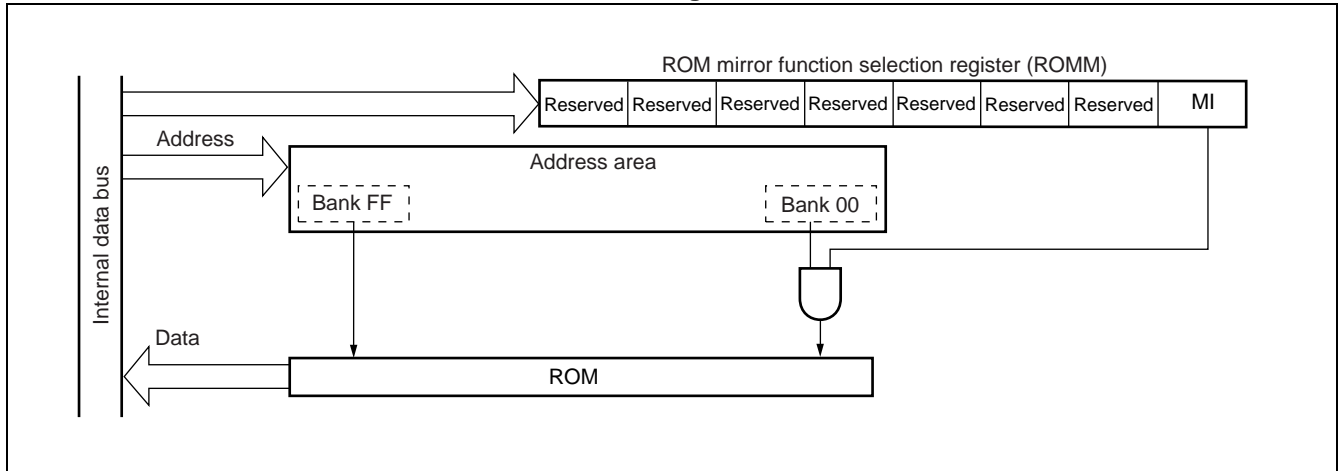 ROM mirror function selection register (ROMM)
Reserved Reserved Reserved Reserved Reserved Reserved Reserved MI
Address
Address area
Bank FF
Bank 00
Internal data bus
Data
ROM